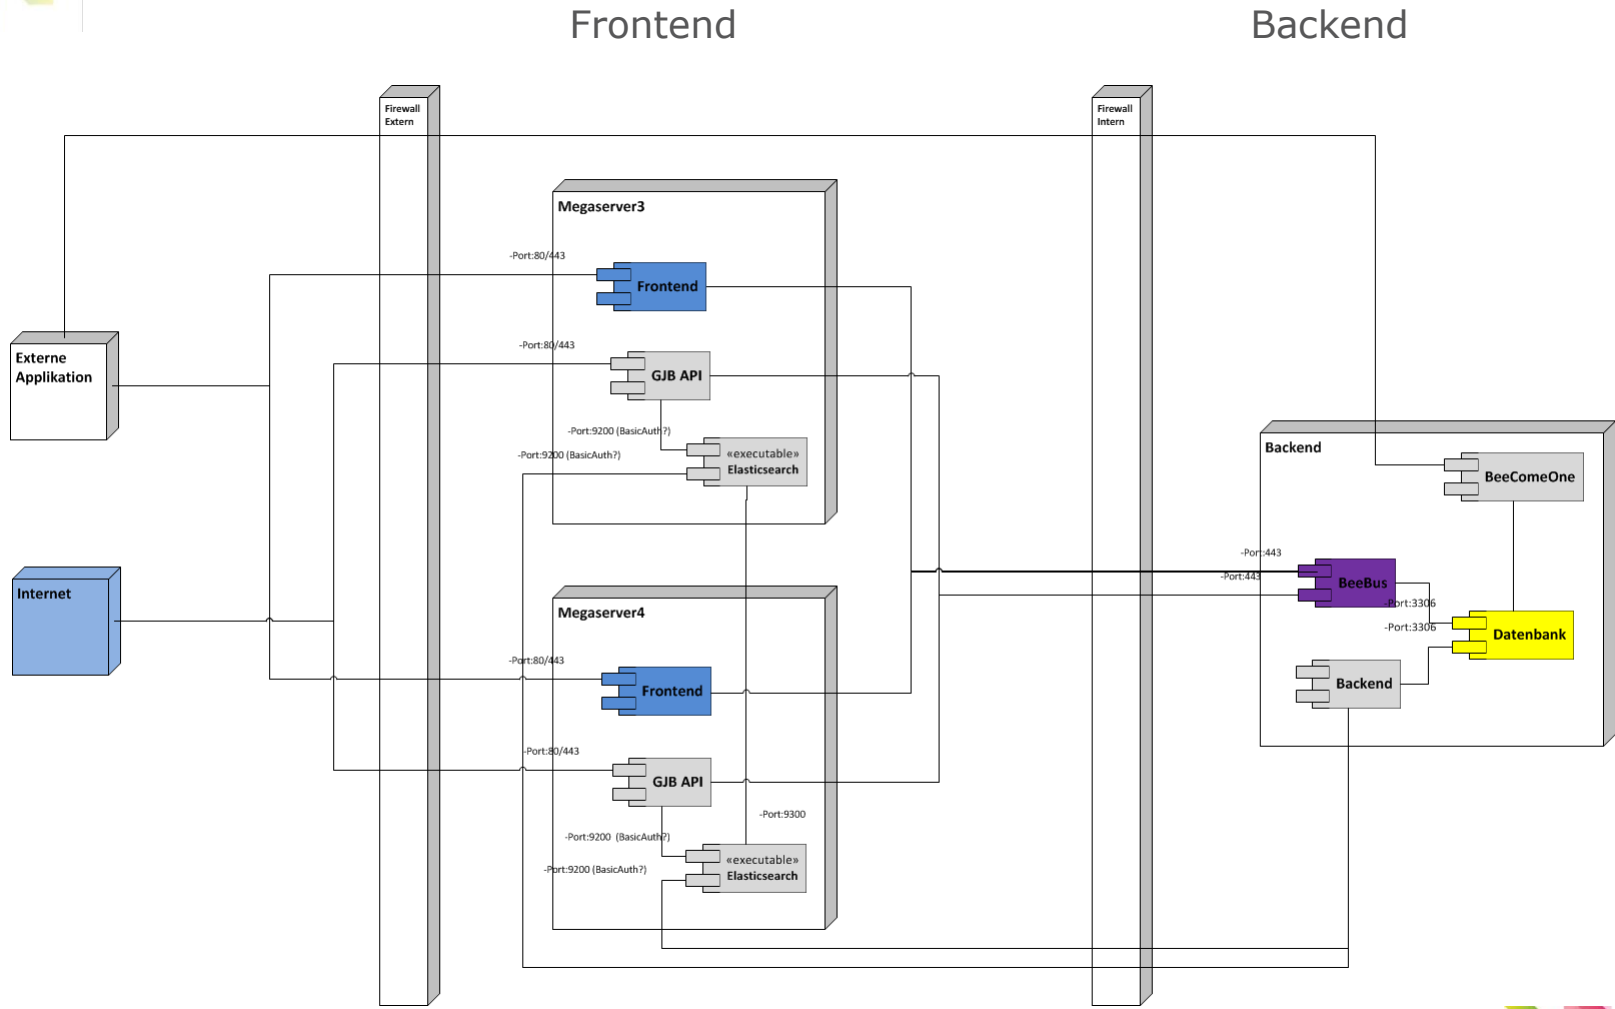 Frontend
Backend
Firewall
Extern
Firewall
Intern
Megaserver3
-Port:80/443
Frontend
-Port:80/443
GJB API
-Port:9200 (BasicAuth?)
-Port:9200 (BasicAuth?)
«executable»
Elasticsearch
Externe
Applikation
Internet
Megaserver4
-Port:80/443
Frontend
-Port:80/443
GJB API
-Port:9300
-Port:9200 (BasicAuth?)
-Port:9200 (BasicAuth?)
«executable»
Elasticsearch
Backend
BeeComeOne
-Port:443
-Port:443
BeeBus
-Port:3306
-Port:3306
Datenbank
Backend